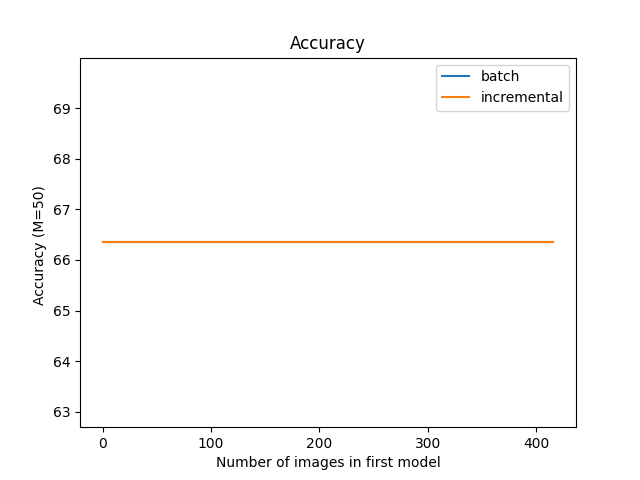 Accuracy
batch
incremental
69
68
67
66
65
64
63
Accuracy (M=50)
0 100 200 300 400
Number of images in first model